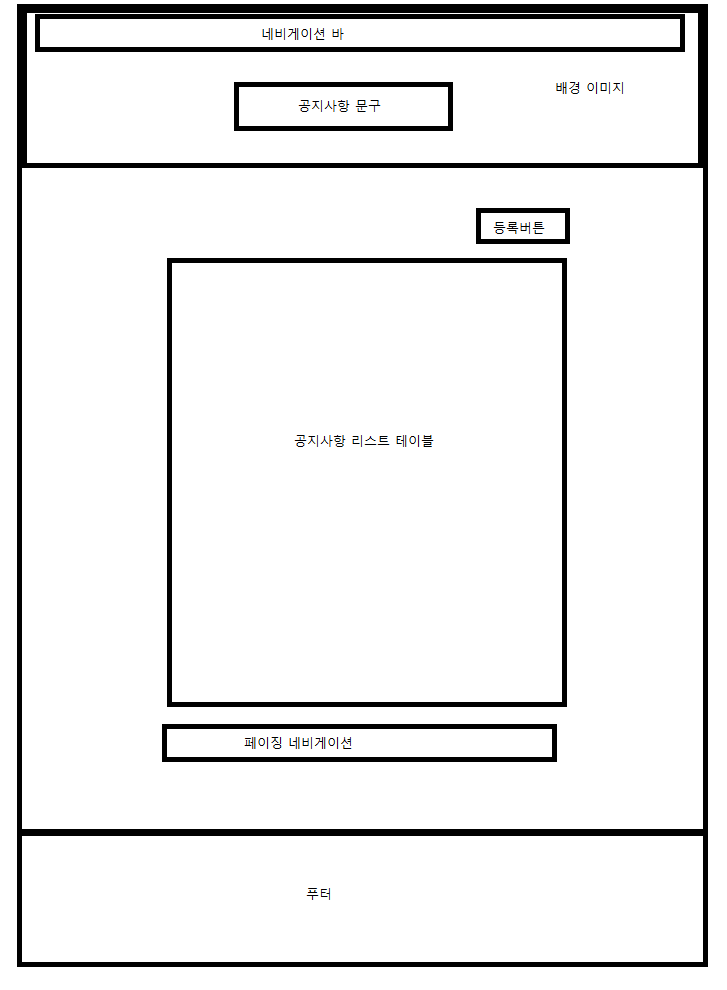 네비게이션 바
배경 이미지
공지사항 문구
등록버튼
공지사항 리스트 테이블
페이징 네비게이션
푸터